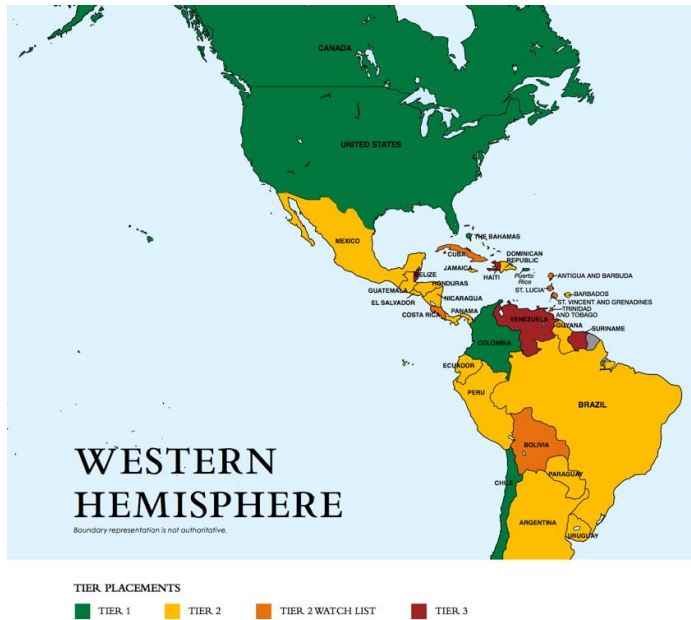 CANADA
UNITED STATES
MEXICO
THE BAHAMAS
CUBA
DOMINICAN
REPUBLIC
JAMAICA
HAITI
Puerto
Rico
BELIZE
ANTIGUA AND BARBUDA
HONDURAS
ST. LUCIA
GUATEMALA
BARBADOS
NICARAGUA
ST. VINCENT AND GRENADINES
EL SALVADOR
TRINIDAD
AND TOBAGO
COSTA RICA
PANAMA
VENEZUELA
GUYANA
SURINAME
COLOMBIA
ECUADOR
PERU
BRAZIL
BOLIVIA
PARAGUAY
CHILE
ARGENTINA
URUGUAY
WESTERN
HEMISPHERE
Boundary representation is not authoritative.
TIER PLACEMENTS
TIER 1
TIER 2
TIER 2 WATCH LIST
TIER 3